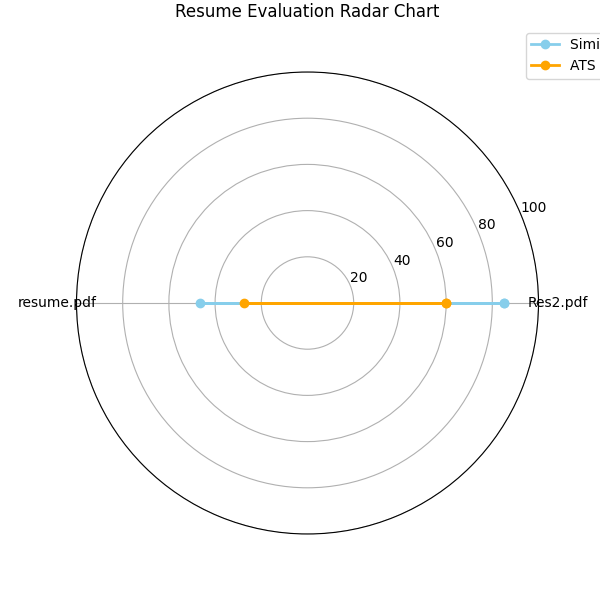 Resume Evaluation Radar Chart
Simi
ATS
100
80
60
40
20
resume.pdf
Res2.pdf